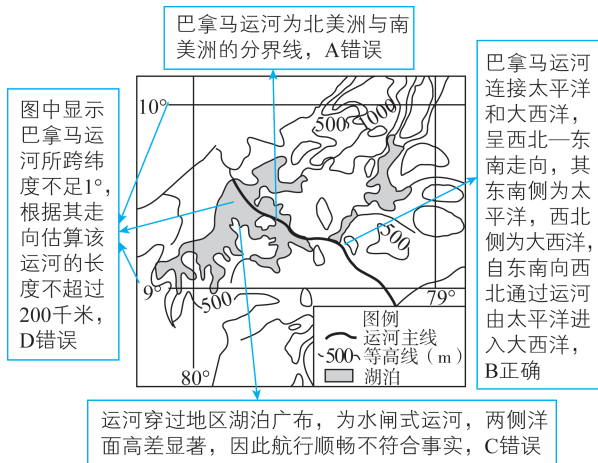 巴拿马运河为北美洲与南
美洲的分界线，A错误
图中显示
巴拿马运
河所跨纬
度不足1°，
根据其走
向估算该
运河的长
度不超过
200千米，
D错误
巴拿马运河
连接太平洋
和大西洋，
呈西北—东
南走向，其
东南侧为太
平洋，西北
侧为大西洋，
自东南向西
北通过运河
由太平洋进
入大西洋，
B正确
10°
500
500
9°
500
79°
80°
图例
运河主线
500 等高线（m）
湖泊
运河穿过地区湖泊广布，为水闸式运河，两侧洋
面高差显著，因此航行顺畅不符合事实，C错误